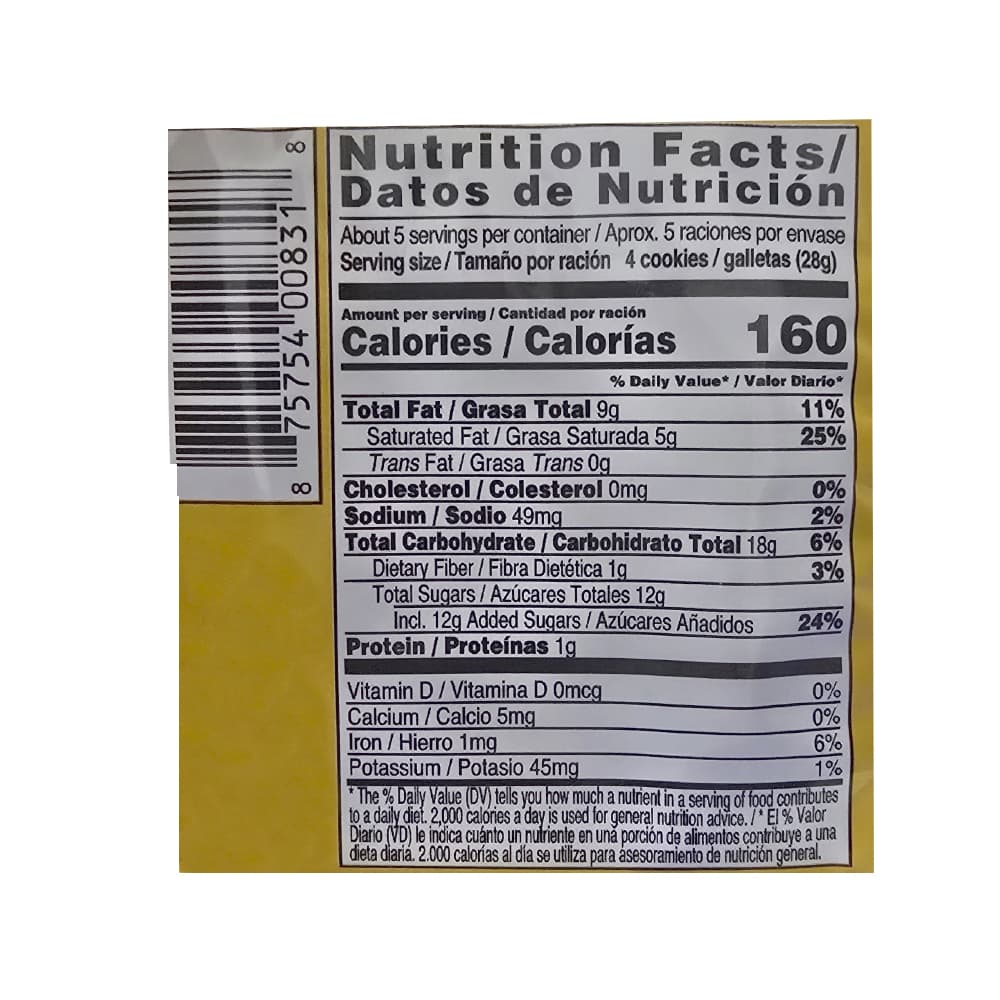 8 75754 00831 8
Nutrition Facts/
Datos de Nutrición
About 5 servings per container / Aprox. 5 raciones por envase
Serving size / Tamaño por ración 4 cookies / galletas (28g)
Amount per serving / Cantidad por ración
Calories / Calorías 160
% Daily Value* / Valor Diario*
Total Fat / Grasa Total 9g 11%
Saturated Fat / Grasa Saturada 5g 25%
Trans Fat / Grasa Trans 0g
Cholesterol / Colesterol 0mg 0%
Sodium / Sodio 49mg 2%
Total Carbohydrate / Carbohidrato Total 18g 6%
Dietary Fiber / Fibra Dietética 1g 3%
Total Sugars / Azúcares Totales 12g
Incl. 12g Added Sugars / Azúcares Añadidos 24%
Protein / Proteínas 1g
Vitamin D / Vitamina D 0mcg 0%
Calcium / Calcio 5mg 0%
Iron / Hierro 1mg 6%
Potassium / Potasio 45mg 1%
* The % Daily Value (DV) tells you how much a nutrient in a serving of food contributes
to a daily diet. 2,000 calories a day is used for general nutrition advice. / * El % Valor
Diario (VD) le indica cuánto un nutriente en una porción de alimentos contribuye a una
dieta diaria. 2.000 calorías al día se utiliza para asesoramiento de nutrición general.